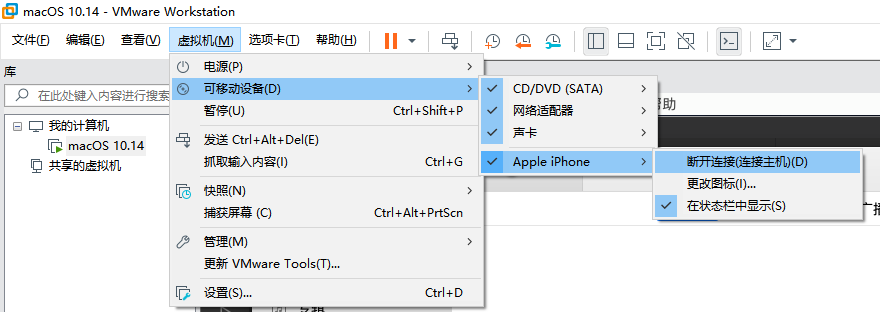 macOS 10.14 - VMware Workstation
文件(F) 编辑(E) 查看(V) 虚拟机(M) 选项卡(T) 帮助(H)
库
在此处键入内容进行搜索
我的计算机
macOS 10.14
共享的虚拟机
电源(P)
可移动设备(D)
暂停(U) Ctrl+Shift+P
发送 Ctrl+Alt+Del(E)
抓取输入内容(I) Ctrl+G
快照(N)
捕获屏幕 (C) Ctrl+Alt+PrtScn
管理(M)
更新 VMware Tools(T)...
设置(S)... Ctrl+D
CD/DVD (SATA)
网络适配器
声卡
Apple iPhone
断开连接(连接主机)(D)
更改图标(I)...
在状态栏中显示(S)
帮助
广播